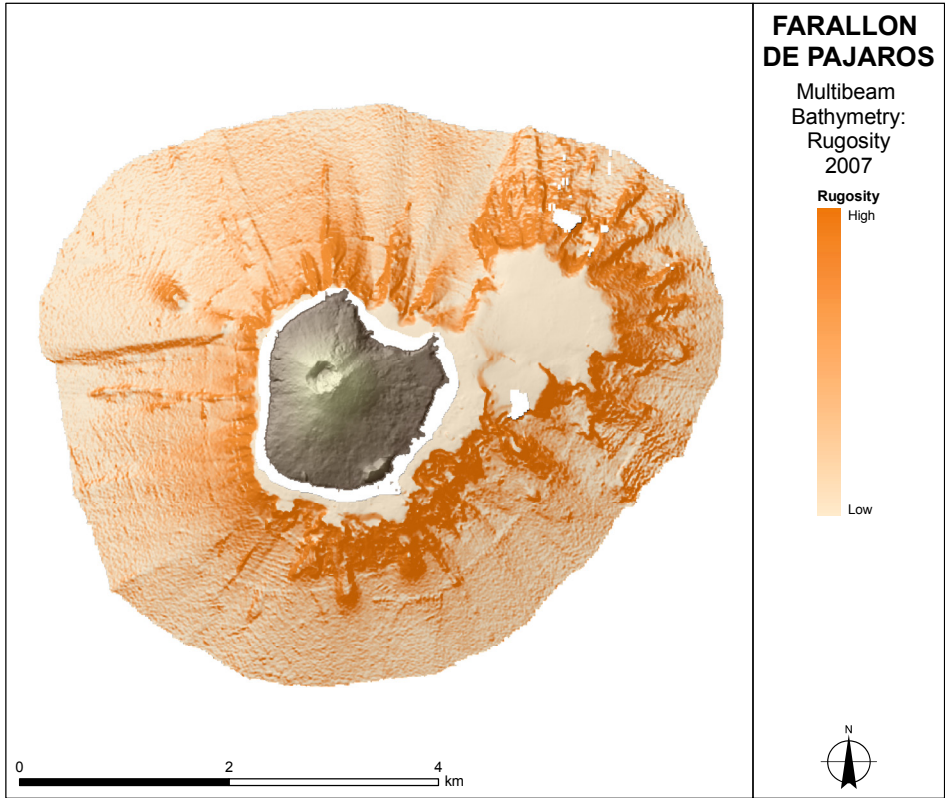 FARALLON
DE PAJAROS
Multibeam
Bathymetry:
Rugosity
2007
Rugosity
High
Low
N
0 2 4
km